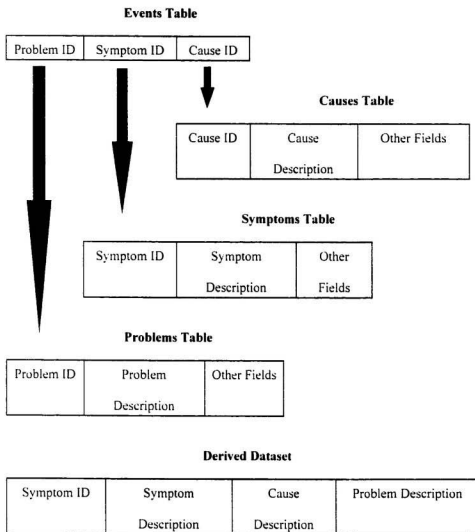 Events Table
Problem ID Symptom ID Cause ID
Causes Table
Cause ID Cause Other Fields
Description
Symptoms Table
Symptom ID Symptom Other
Description Fields
Problems Table
Problem ID Problem Other Fields
Description
Derived Dataset
Symptom ID Symptom Cause Problem Description
Description Description